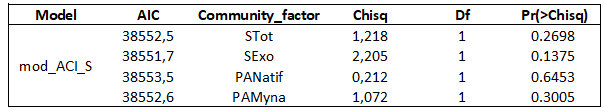 Model AIC Community_factor Chisq Df Pr(>Chisq)
38552,5 STot 1,218 1 0.2698
38551,7 SExo 2,205 1 0.1375
mod_ACI_S
38553,5 PANatif 0,212 1 0.6453
38552,6 PAMyna 1,072 1 0.3005